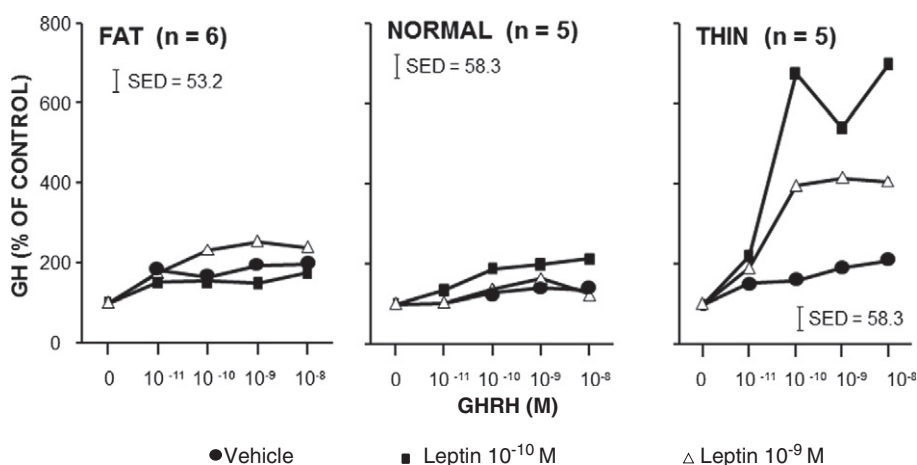 800
600
400
200
0
GH (% OF CONTROL)
FAT (n = 6)
SED = 53.2
0 10⁻¹¹ 10⁻¹⁰ 10⁻⁹ 10⁻⁸
NORMAL (n = 5)
SED = 58.3
0 10⁻¹¹ 10⁻¹⁰ 10⁻⁹ 10⁻⁸
THIN (n = 5)
SED = 58.3
0 10⁻¹¹ 10⁻¹⁰ 10⁻⁹ 10⁻⁸
GHRH (M)
Vehicle Leptin 10⁻¹⁰ M Leptin 10⁻⁹ M